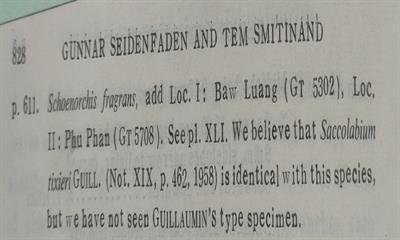 828 GUNNAR SEIDENFADEN AND TEM SMITINAND
p. 611. Schoenorchis fragrans, add Loc. I: Baw Luang (GT 5302), Loc,
II: Phu Phan (GT 5708). See pl. XLI. We believe that Saccolabium
tixieri GUILL. (Not. XIX, p. 462, 1958) is identical with this species,
but we have not seen GUILLAUMIN'S type specimen.